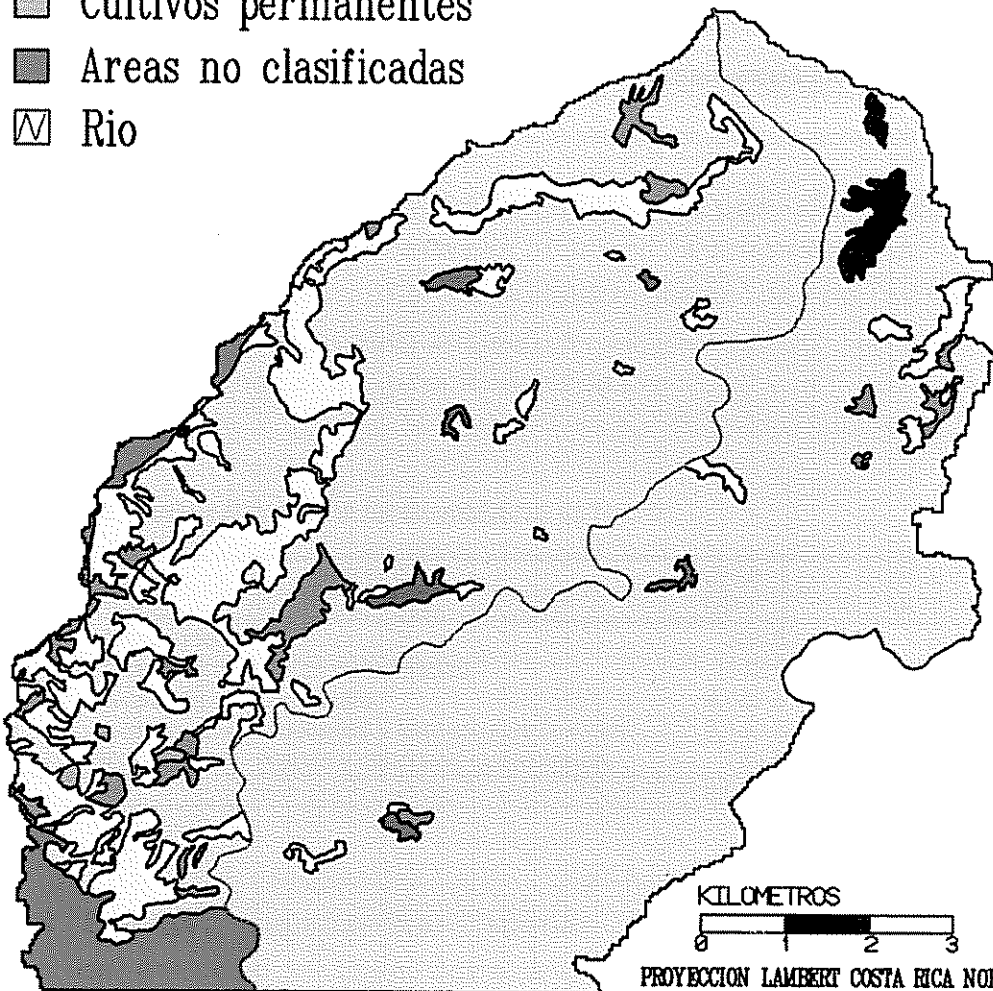 Cultivos permanentes
Areas no clasificadas
Rio
KILOMETROS
0 1 2 3
PROYECCION LAMBERT COSTA RICA